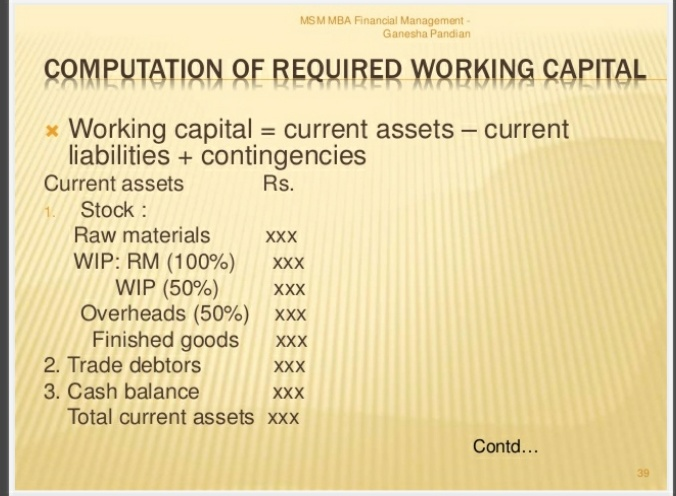 MSM MBA Financial Management -
Ganesha Pandian
COMPUTATION OF REQUIRED WORKING CAPITAL
Working capital = current assets – current
liabilities + contingencies
Current assets Rs.
1. Stock :
Raw materials xxx
WIP: RM (100%) xxx
WIP (50%) xxx
Overheads (50%) xxx
Finished goods xxx
2. Trade debtors xxx
3. Cash balance xxx
Total current assets xxx
Contd...
39